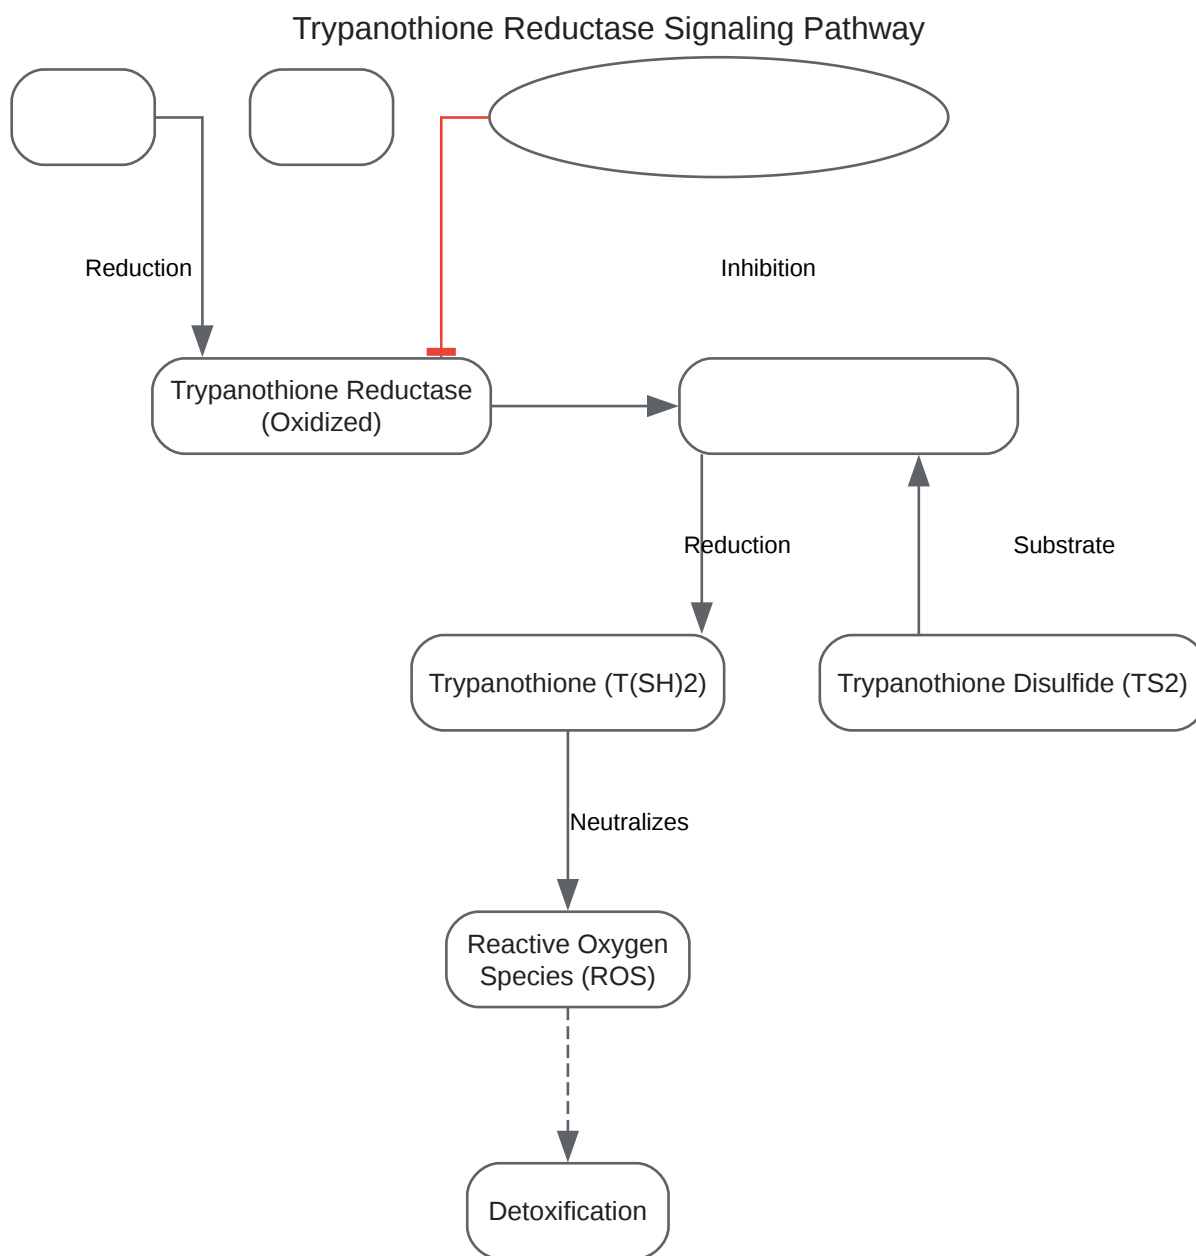 Trypanothione Reductase Signaling Pathway
Reduction
Inhibition
Trypanothione Reductase
(Oxidized)
Reduction
Substrate
Trypanothione (T(SH)2)
Trypanothione Disulfide (TS2)
Neutralizes
Reactive Oxygen
Species (ROS)
Detoxification